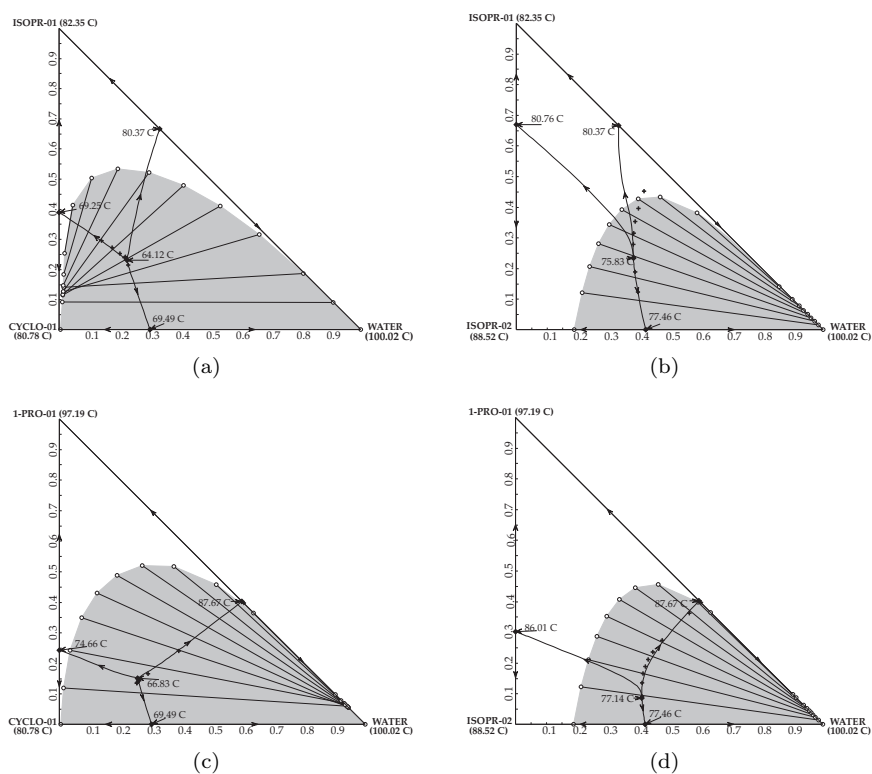 ISOPR-01 (82.35 C)
0.9
0.8
0.7
0.6
0.5
0.4
0.3
0.2
0.1
80.37 C
69.25 C
64.12 C
69.49 C
CYCLO-01
(80.78 C)
0.1 0.2 0.3 0.4 0.5 0.6 0.7 0.8 0.9
WATER
(100.02 C)
(a)
ISOPR-01 (82.35 C)
0.9
0.8
0.7
0.6
0.5
0.4
0.3
0.2
0.1
80.76 C
80.37 C
75.83 C
77.46 C
ISOPR-02
(88.52 C)
0.1 0.2 0.3 0.4 0.5 0.6 0.7 0.8 0.9
WATER
(100.02 C)
(b)
1-PRO-01 (97.19 C)
0.9
0.8
0.7
0.6
0.5
0.4
0.3
0.2
0.1
87.67 C
74.66 C
66.83 C
69.49 C
CYCLO-01
(80.78 C)
0.1 0.2 0.3 0.4 0.5 0.6 0.7 0.8 0.9
WATER
(100.02 C)
(c)
1-PRO-01 (97.19 C)
0.9
0.8
0.7
0.6
0.5
0.4
0.3
0.2
0.1
87.67 C
86.01 C
77.14 C
77.46 C
ISOPR-02
(88.52 C)
0.1 0.2 0.3 0.4 0.5 0.6 0.7 0.8 0.9
WATER
(100.02 C)
(d)